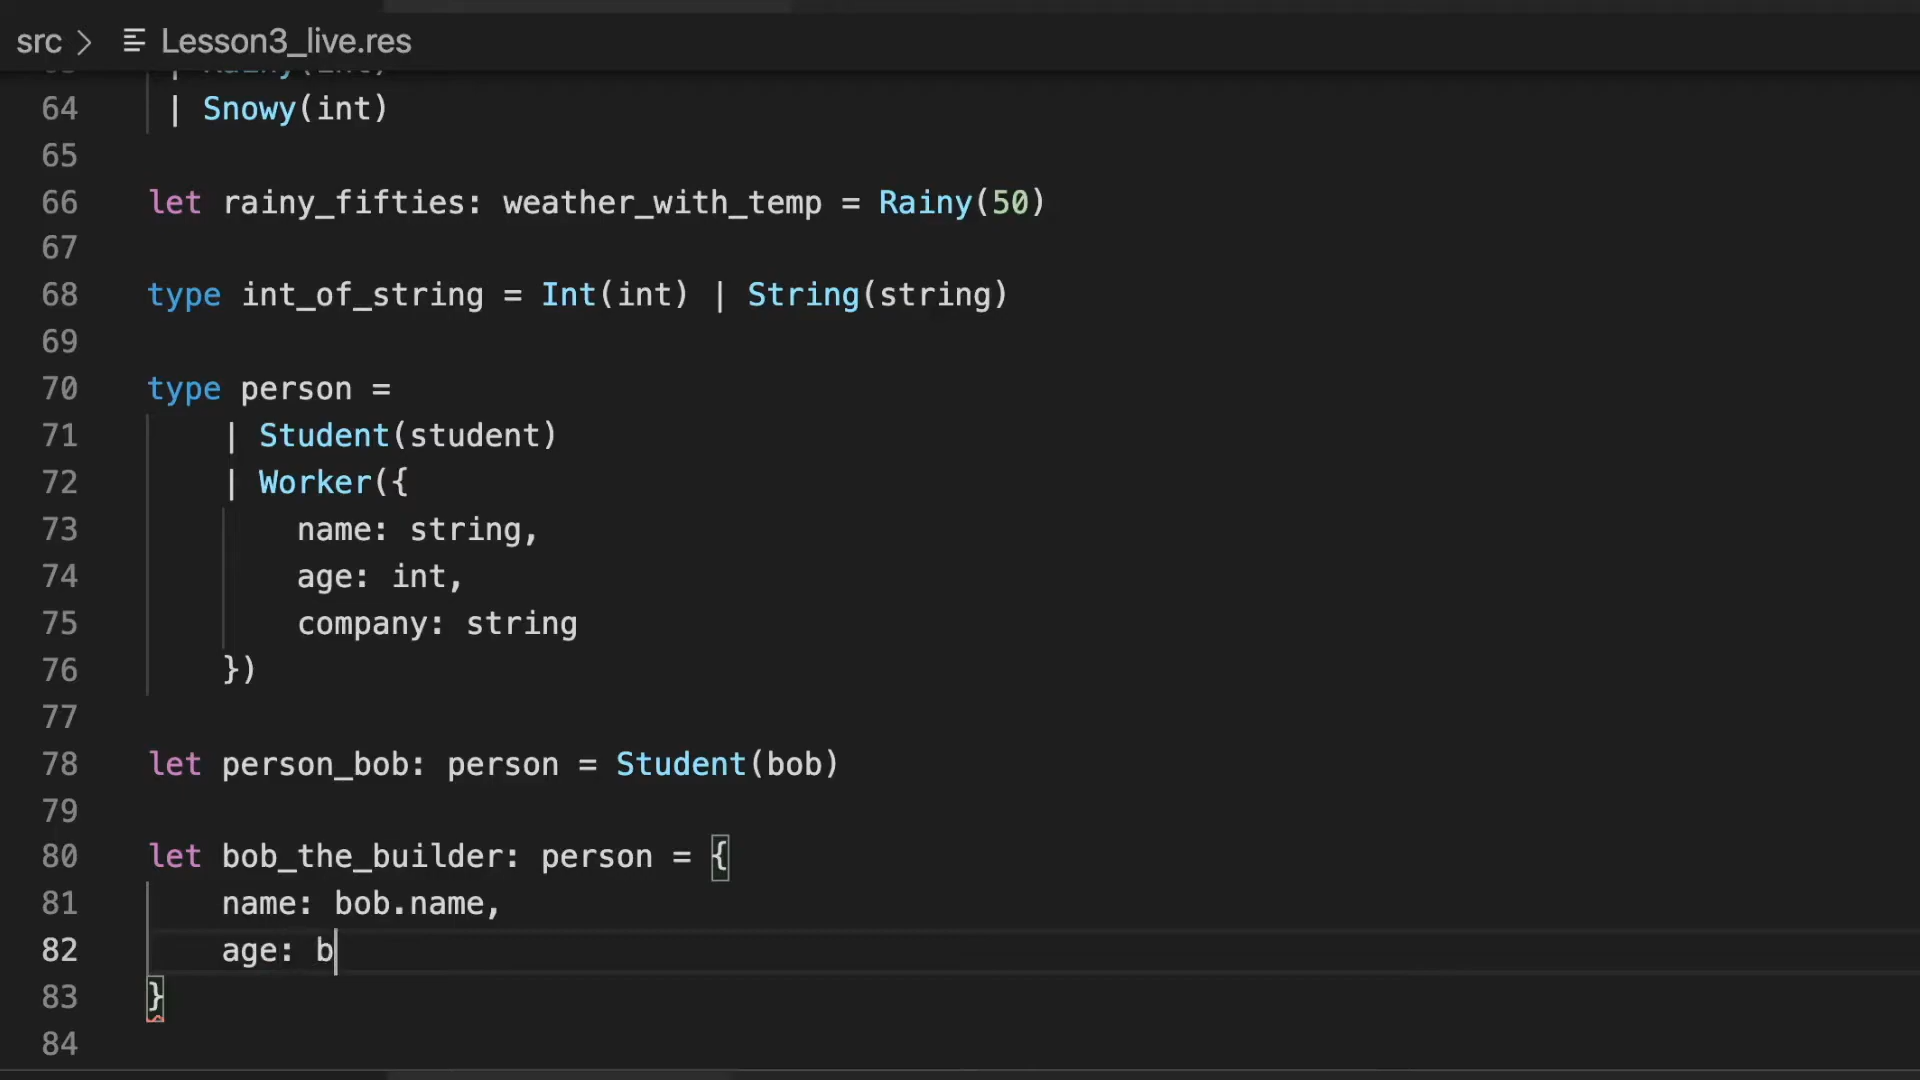 src > Lesson3_live.res
64 | Snowy(int)
65
66 let rainy_fifties: weather_with_temp = Rainy(50)
67
68 type int_of_string = Int(int) | String(string)
69
70 type person =
71 | Student(student)
72 | Worker({
73 name: string,
74 age: int,
75 company: string
76 })
77
78 let person_bob: person = Student(bob)
79
80 let bob_the_builder: person = {
81 name: bob.name,
82 age: b
83 }
84